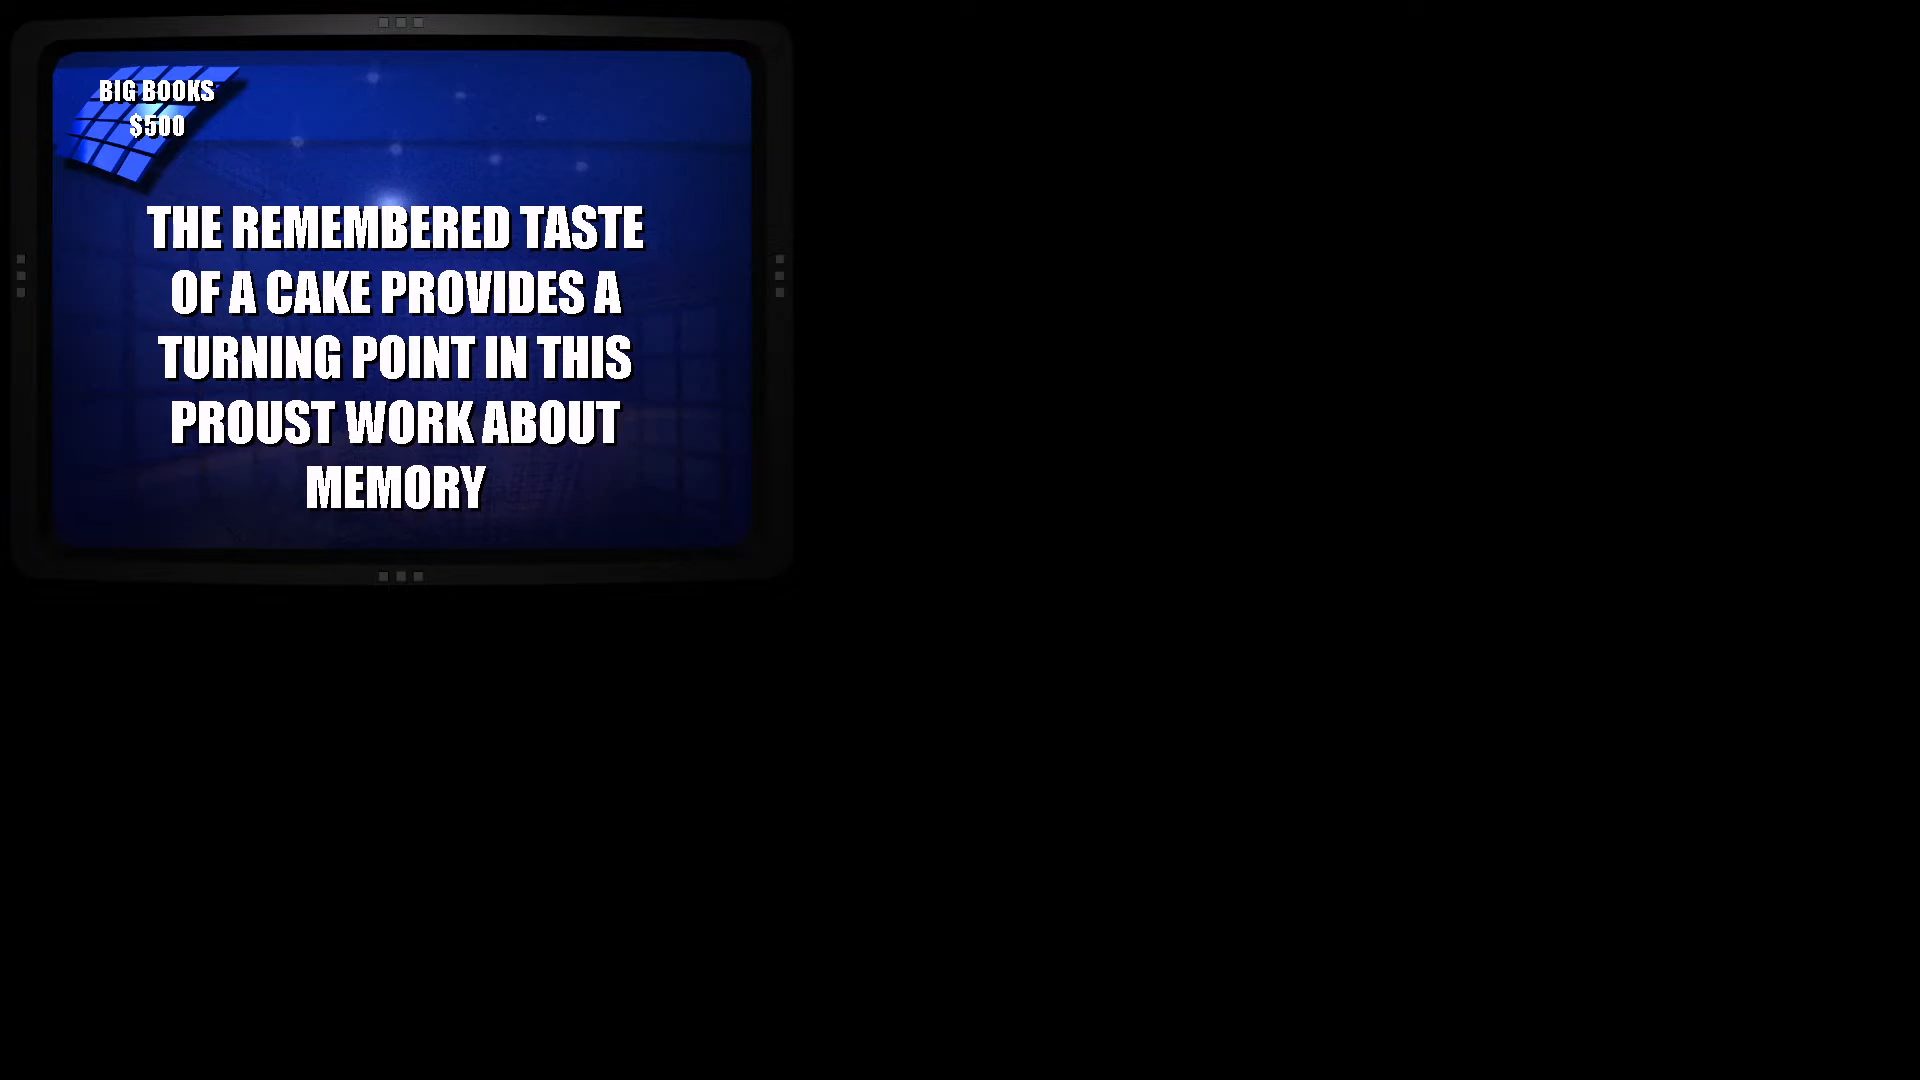 BIG BOOKS
$500
THE REMEMBERED TASTE
OF A CAKE PROVIDES A
TURNING POINT IN THIS
PROUST WORK ABOUT
MEMORY